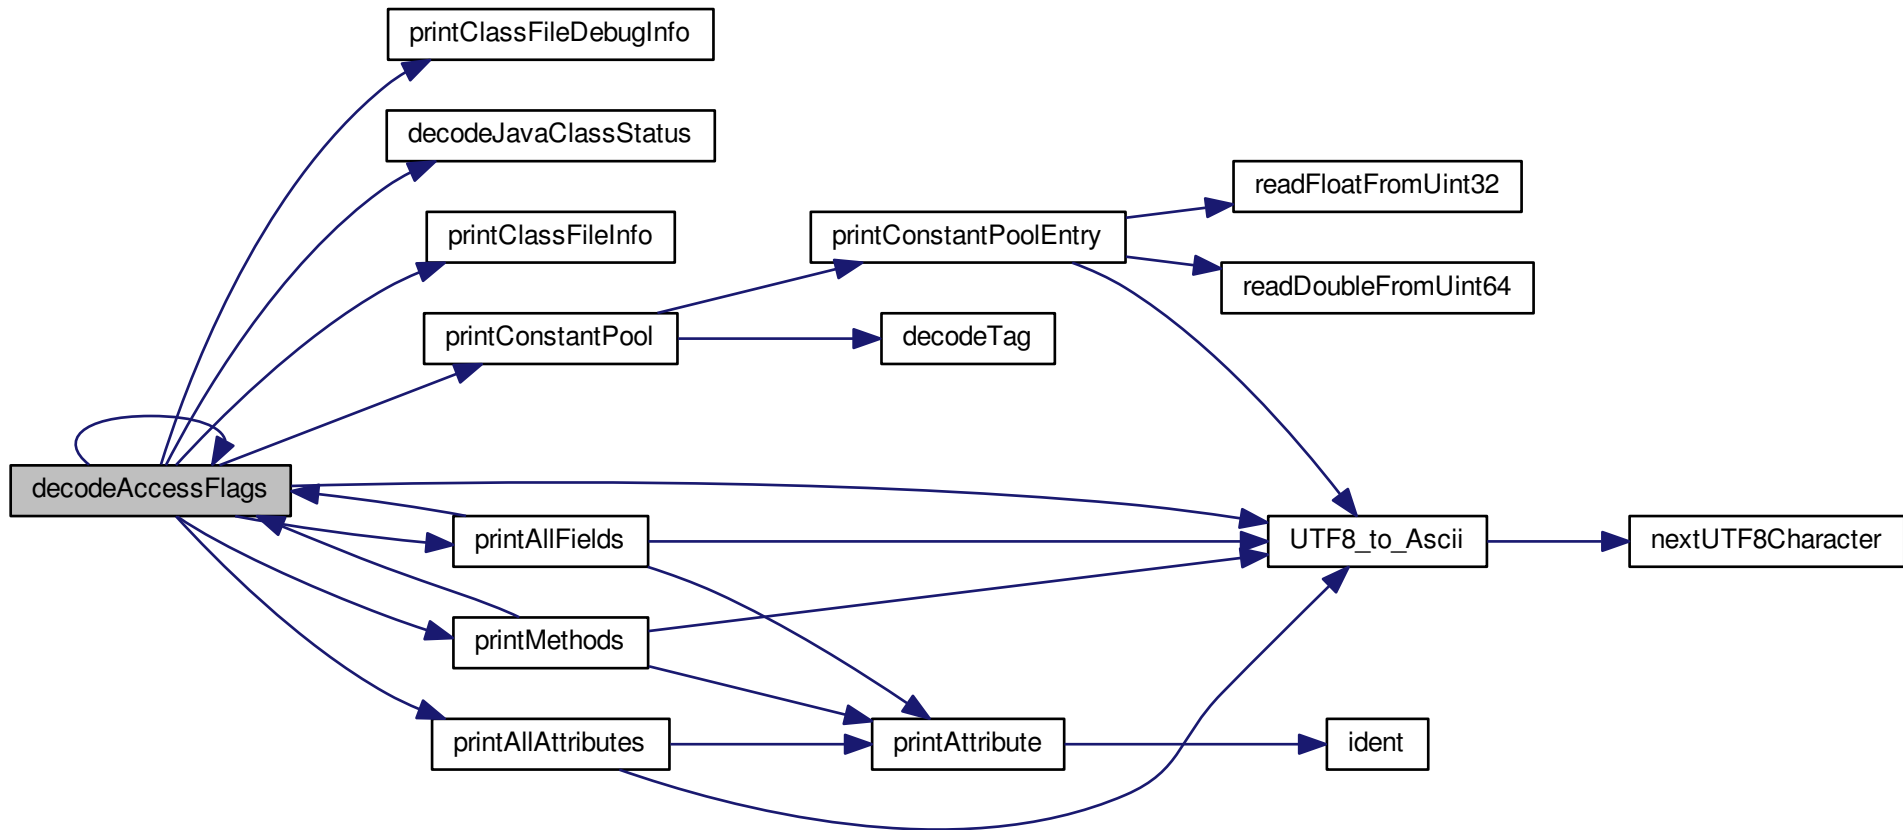 printClassFileDebugInfo
decodeJavaClassStatus
readFloatFromUint32
printClassFileInfo
printConstantPoolEntry
readDoubleFromUint64
printConstantPool
decodeTag
decodeAccessFlags
printAllFields
UTF8_to_Ascii
nextUTF8Character
printMethods
printAllAttributes
printAttribute
ident